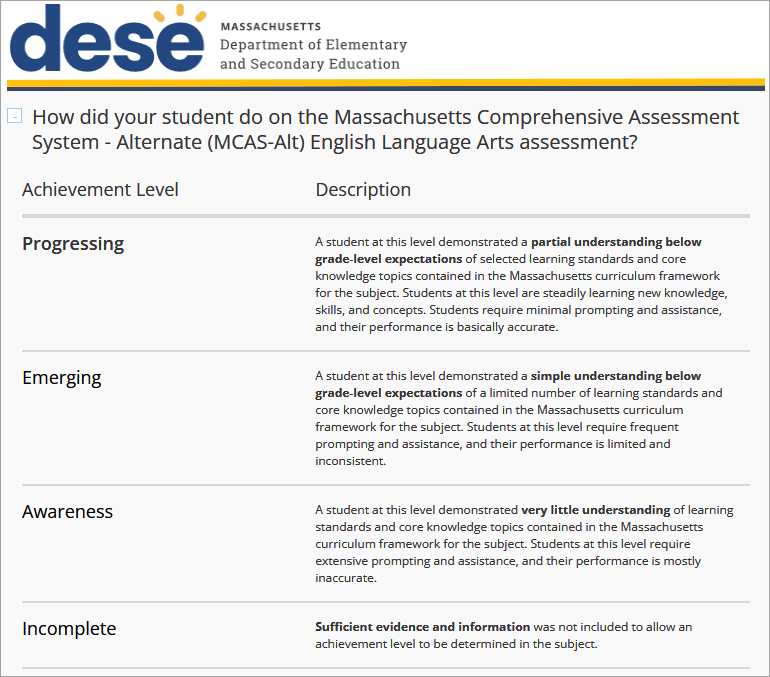 dese
MASSACHUSETTS
Department of Elementary
and Secondary Education
- How did your student do on the Massachusetts Comprehensive Assessment
System - Alternate (MCAS-Alt) English Language Arts assessment?
Achievement Level Description
Progressing
A student at this level demonstrated a partial understanding below
grade-level expectations of selected learning standards and core
knowledge topics contained in the Massachusetts curriculum framework
for the subject. Students at this level are steadily learning new knowledge,
skills, and concepts. Students require minimal prompting and assistance,
and their performance is basically accurate.
Emerging
A student at this level demonstrated a simple understanding below
grade-level expectations of a limited number of learning standards and
core knowledge topics contained in the Massachusetts curriculum
framework for the subject. Students at this level require frequent
prompting and assistance, and their performance is limited and
inconsistent.
Awareness
A student at this level demonstrated very little understanding of learning
standards and core knowledge topics contained in the Massachusetts
curriculum framework for the subject. Students at this level require
extensive prompting and assistance, and their performance is mostly
inaccurate.
Incomplete
Sufficient evidence and information was not included to allow an
achievement level to be determined in the subject.